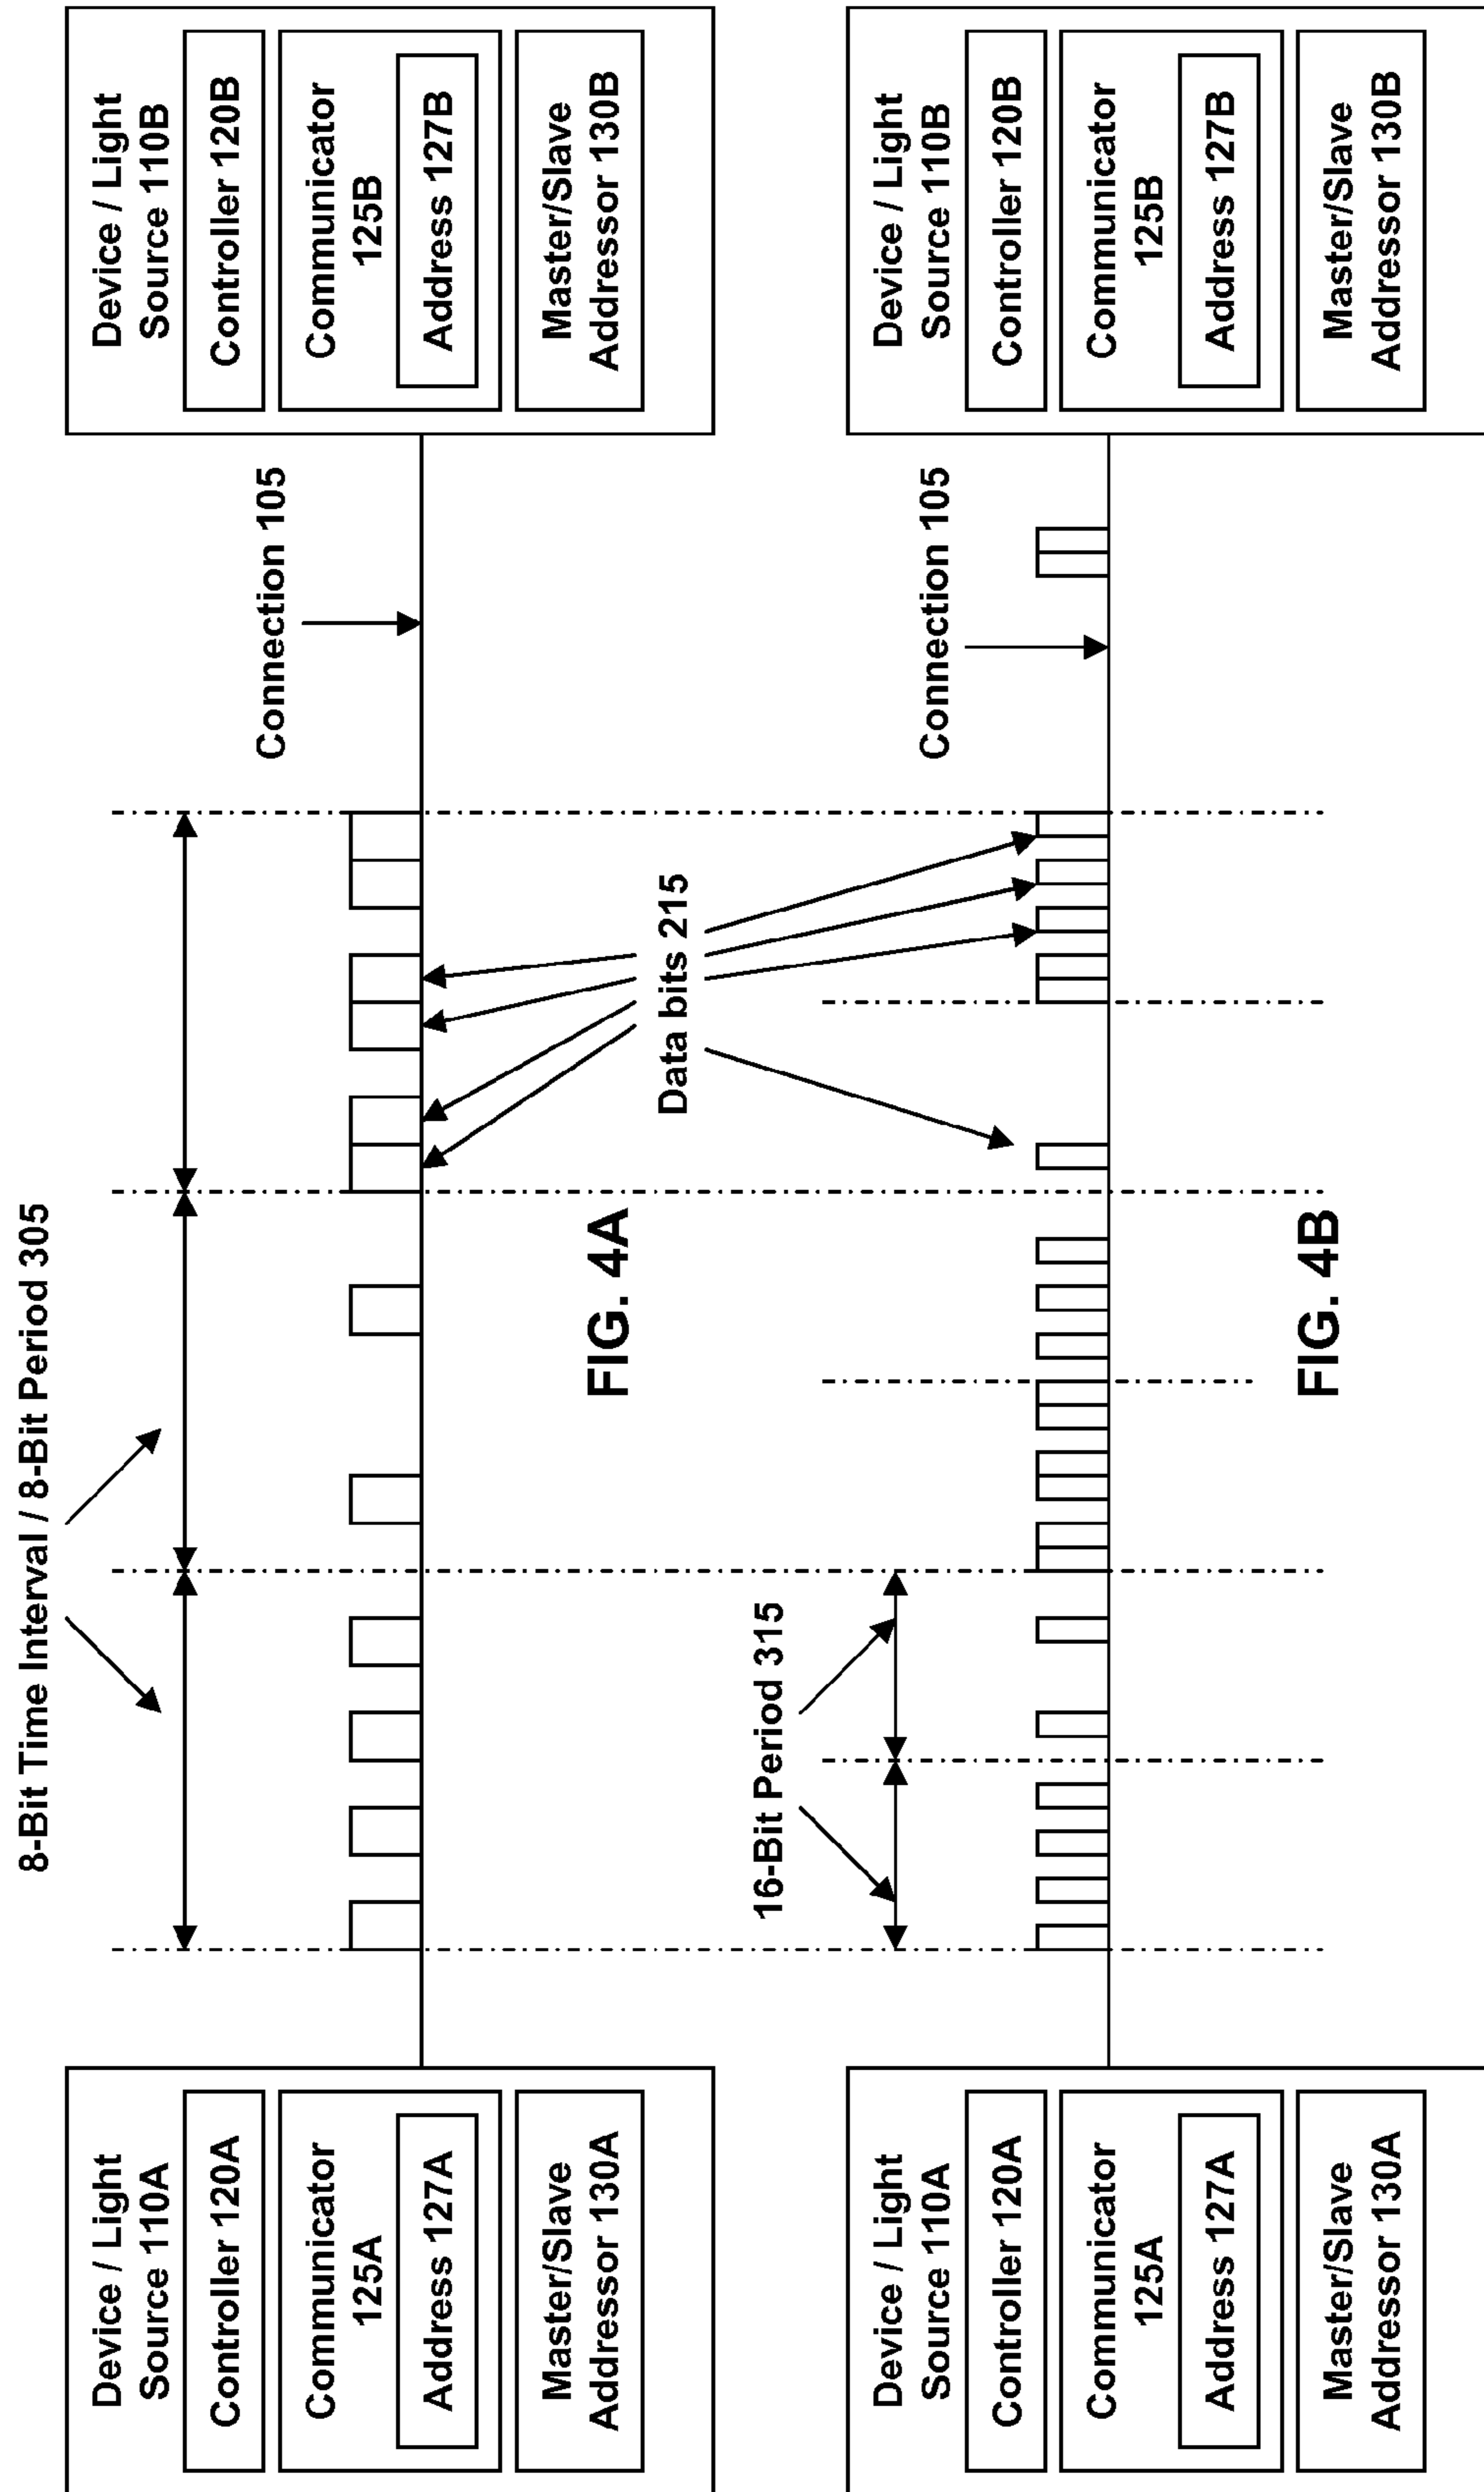 8-Bit Time Interval / 8-Bit Period 305
Device / Light
Source 110A
Controller 120A
Communicator
125A
Address 127A
Master/Slave
Addressor 130A
Connection 105
Device / Light
Source 110B
Controller 120B
Communicator
125B
Address 127B
Master/Slave
Addressor 130B
FIG. 4A
Data bits 215
16-Bit Period 315
Device / Light
Source 110A
Controller 120A
Communicator
125A
Address 127A
Master/Slave
Addressor 130A
Connection 105
Device / Light
Source 110B
Controller 120B
Communicator
125B
Address 127B
Master/Slave
Addressor 130B
FIG. 4B